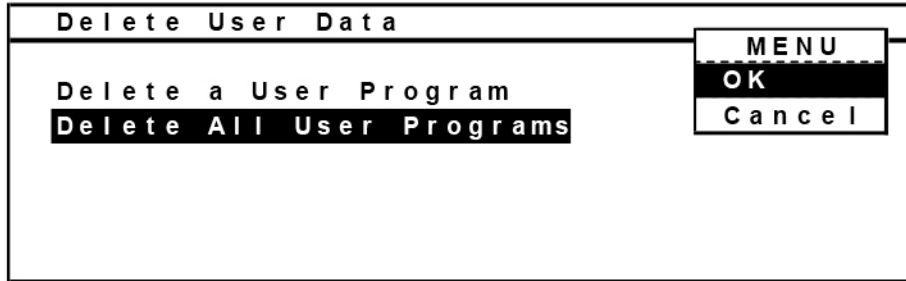 Delete User Data
MENU
OK
Cancel
Delete a User Program
Delete All User Programs